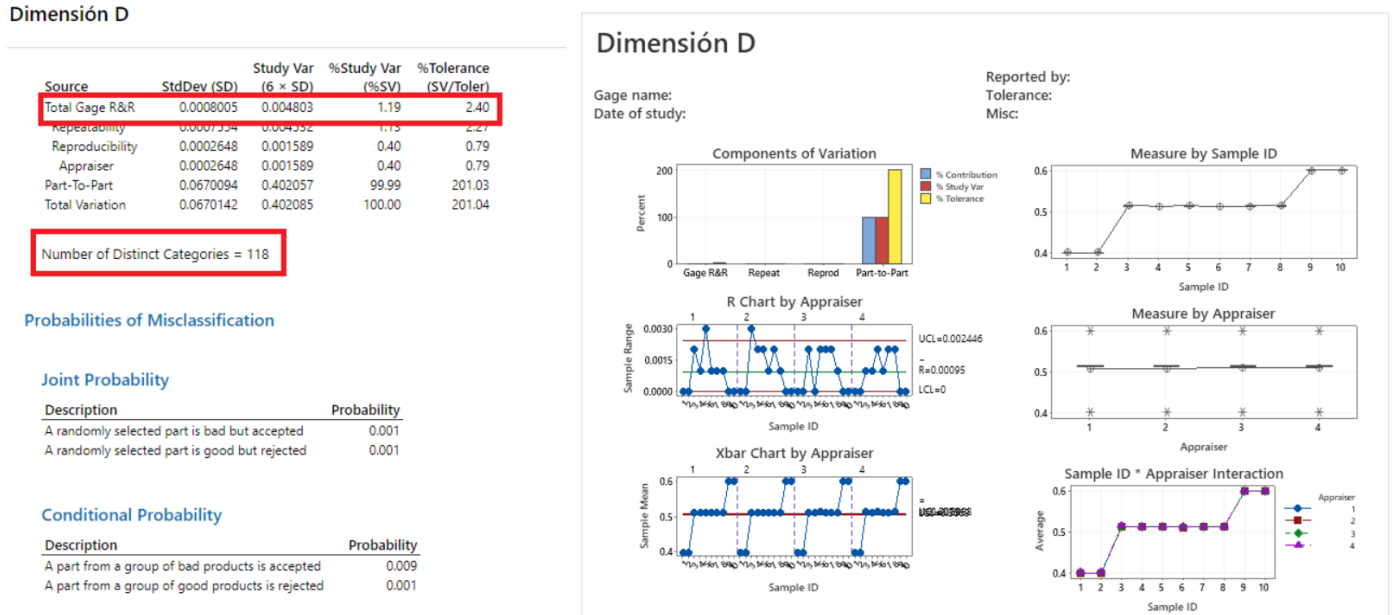 Dimensión D
Study Var %Study Var %Tolerance
Source StdDev (SD) (6 × SD) (%SV) (SV/Toler)
Total Gage R&R 0.0008005 0.004803 1.19 2.40
Repeatability 0.0007554 0.004532 1.13 2.27
Reproducibility 0.0002648 0.001589 0.40 0.79
Appraiser 0.0002648 0.001589 0.40 0.79
Part-To-Part 0.0670094 0.402057 99.99 201.03
Total Variation 0.0670142 0.402085 100.00 201.04
Number of Distinct Categories = 118
Probabilities of Misclassification
Joint Probability
Description Probability
A randomly selected part is bad but accepted 0.001
A randomly selected part is good but rejected 0.001
Conditional Probability
Description Probability
A part from a group of bad products is accepted 0.009
A part from a group of good products is rejected 0.001
Dimensión D
Gage name:
Date of study:
Reported by:
Tolerance:
Misc:
Components of Variation
Percent
200
100
0
Gage R&R Repeat Reprod Part-to-Part
% Contribution
% Study Var
% Tolerance
R Chart by Appraiser
1 2 3 4
Sample Range
0.0030
0.0015
0.0000
UCL=0.002446
R=0.00095
LCL=0
Sample ID
Xbar Chart by Appraiser
1 2 3 4
Sample Mean
0.6
0.5
0.4
Sample ID
Measure by Sample ID
0.6
0.5
0.4
1 2 3 4 5 6 7 8 9 10
Sample ID
Measure by Appraiser
0.6
0.5
0.4
1 2 3 4
Appraiser
Sample ID * Appraiser Interaction
Average
0.6
0.5
0.4
1 2 3 4 5 6 7 8 9 10
Sample ID
Appraiser
1
2
3
4